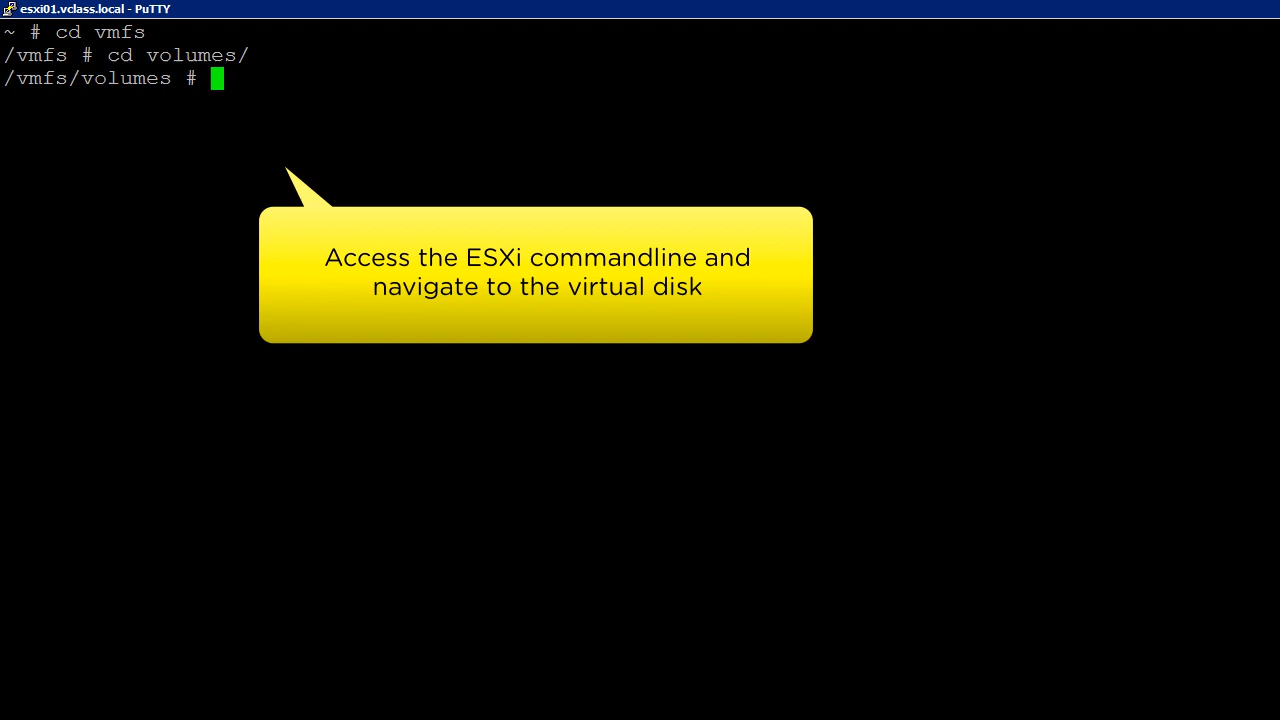 esxi01.vclass.local - PuTTY
~ # cd vmfs
/vmfs # cd volumes/
/vmfs/volumes #
Access the ESXi commandline and
navigate to the virtual disk